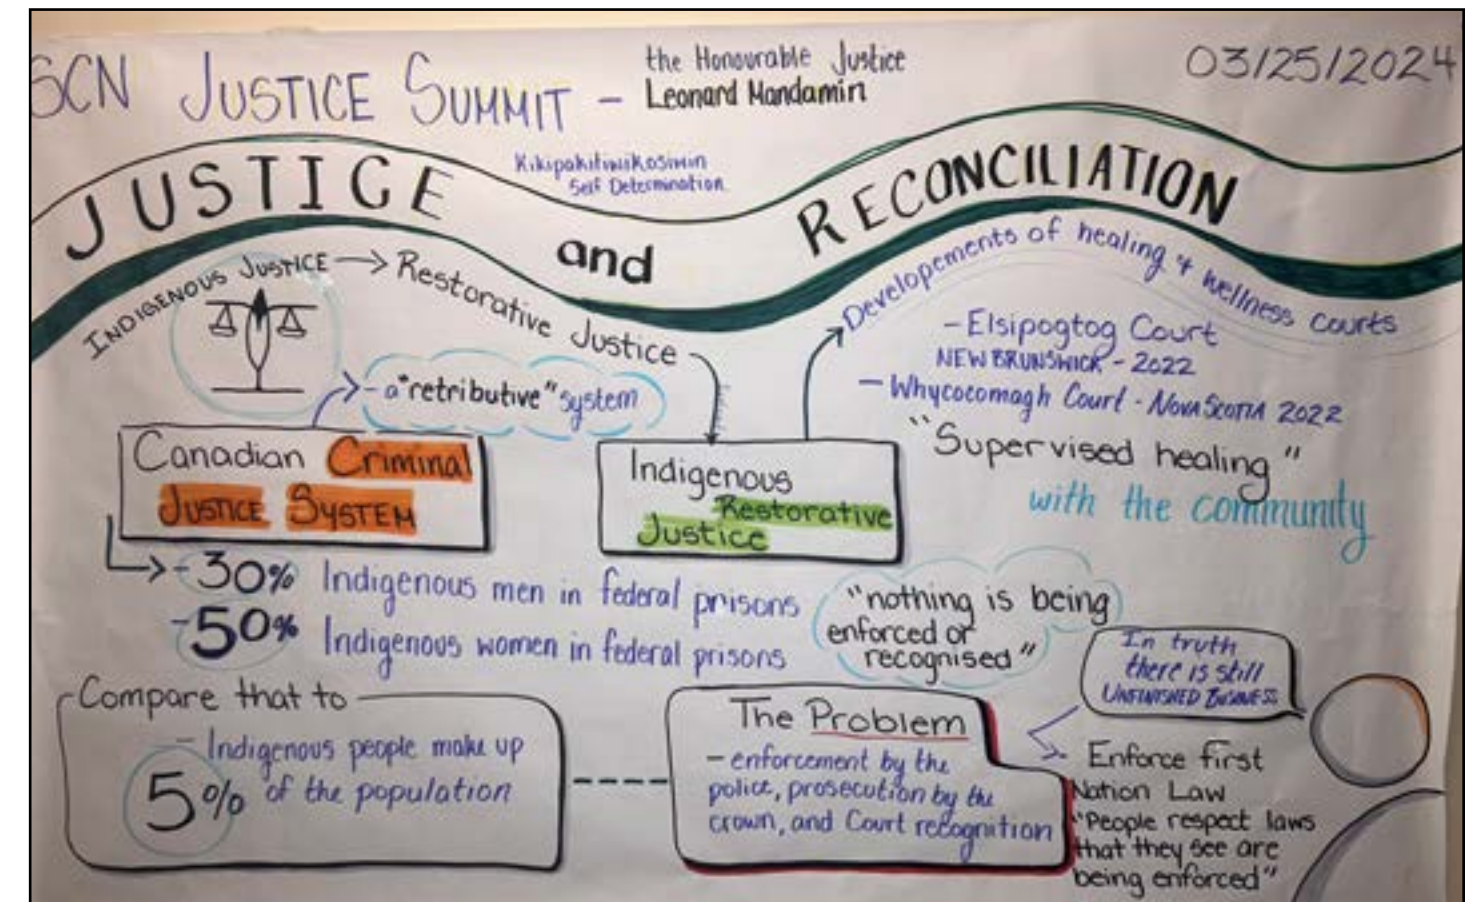 SCN JUSTICE SUMMIT -
the Honourable Justice
Leonard Mandamin
03/25/2024
JUSTICE
and
RECONCILIATION
Kikipakitiwikosiwin
Self Determination
INDIGENOUS JUSTICE → Restorative Justice
- a "retributive" system
Canadian Criminal
JUSTICE SYSTEM
Indigenous
Restorative
Justice
Developements of healing & wellness courts
- Elsipogtog Court
NEW BRUNSWICK - 2022
- Whycocomagh Court - NOVA SCOTIA 2022
"Supervised healing"
with the community
- 30% Indigenous men in federal prisons
- 50% Indigenous women in federal prisons
"nothing is being
enforced or
recognised"
In truth
there is still
UNFINISHED BUSINESS
Compare that to
- Indigenous people make up
5% of the population
The Problem
- enforcement by the
police, prosecution by the
crown, and Court recognition
Enforce first
Nation Law
"People respect laws
that they see are
being enforced"